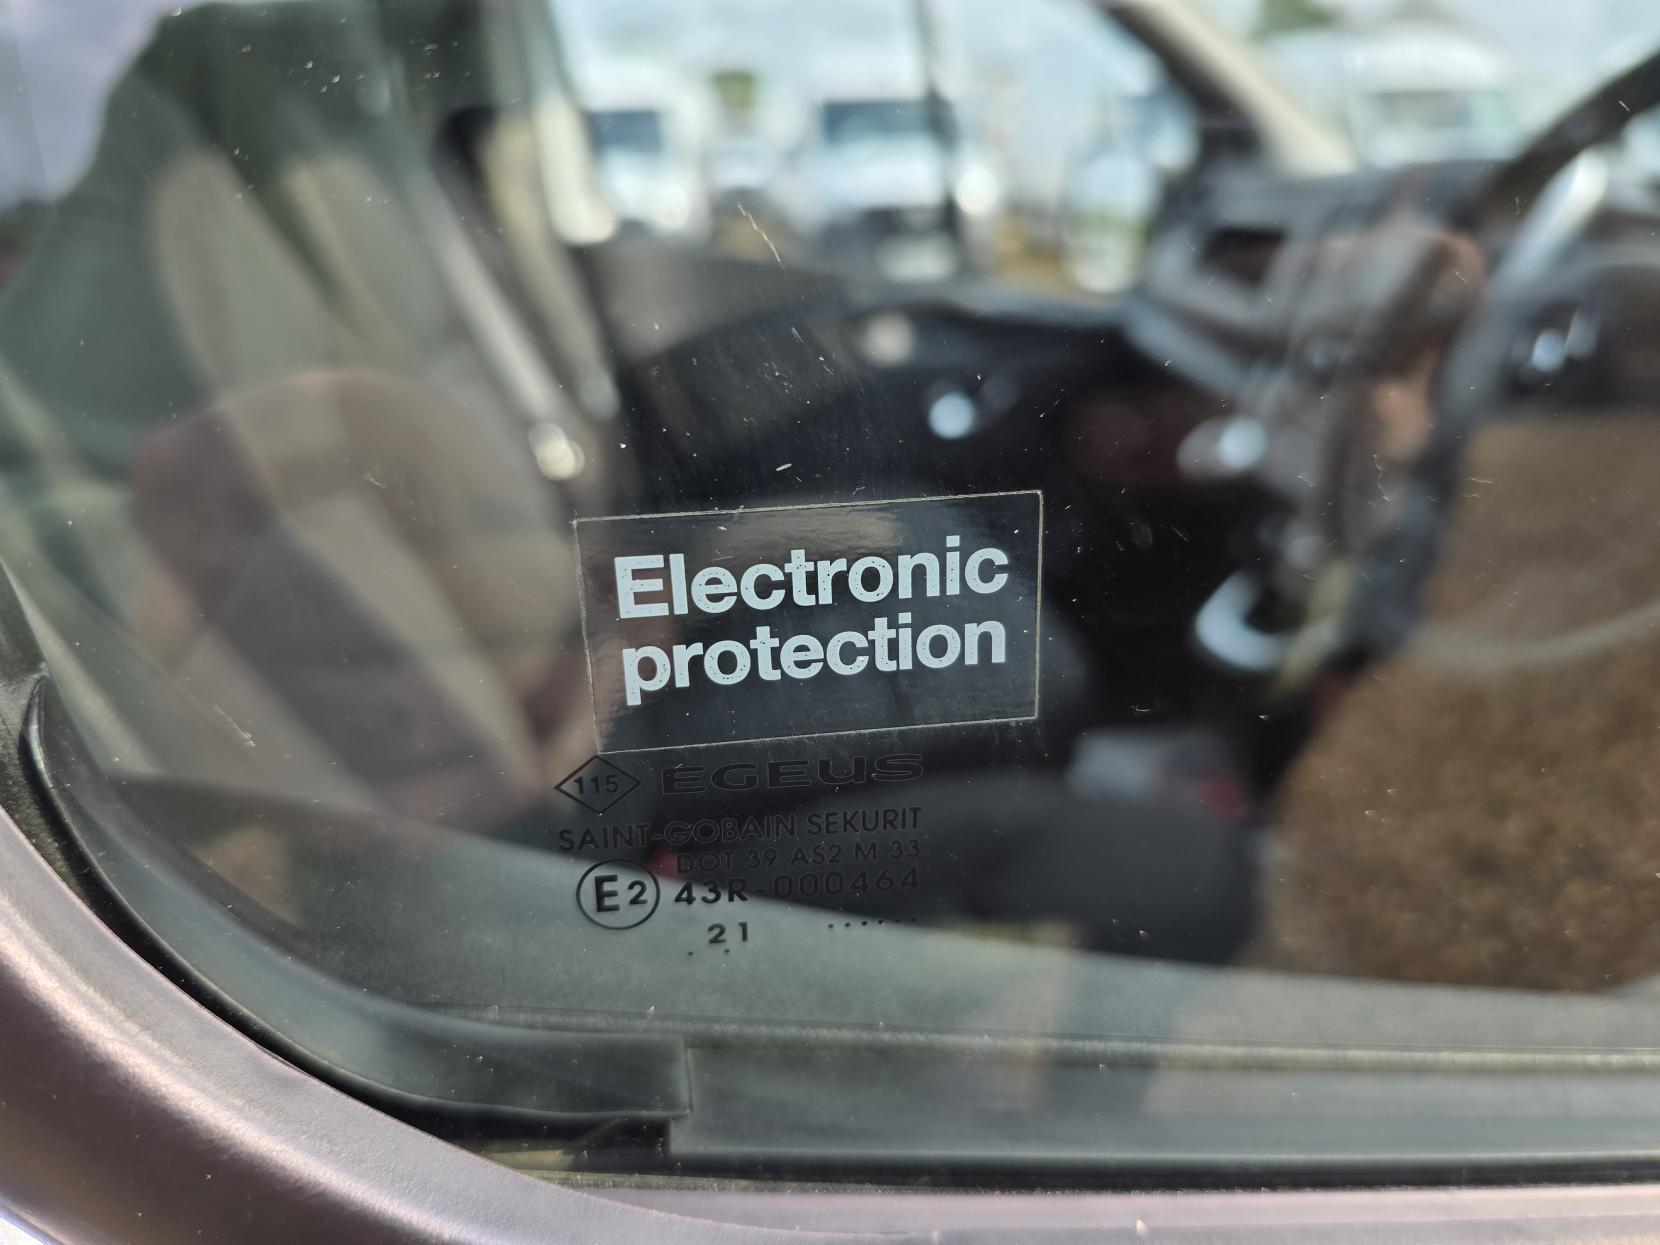 Electronic
protection
115 EGEUS
SAINT-GOBAIN SEKURIT
DOT 39 AS2 M 33
E2 43R-000464
. 21 ......
.